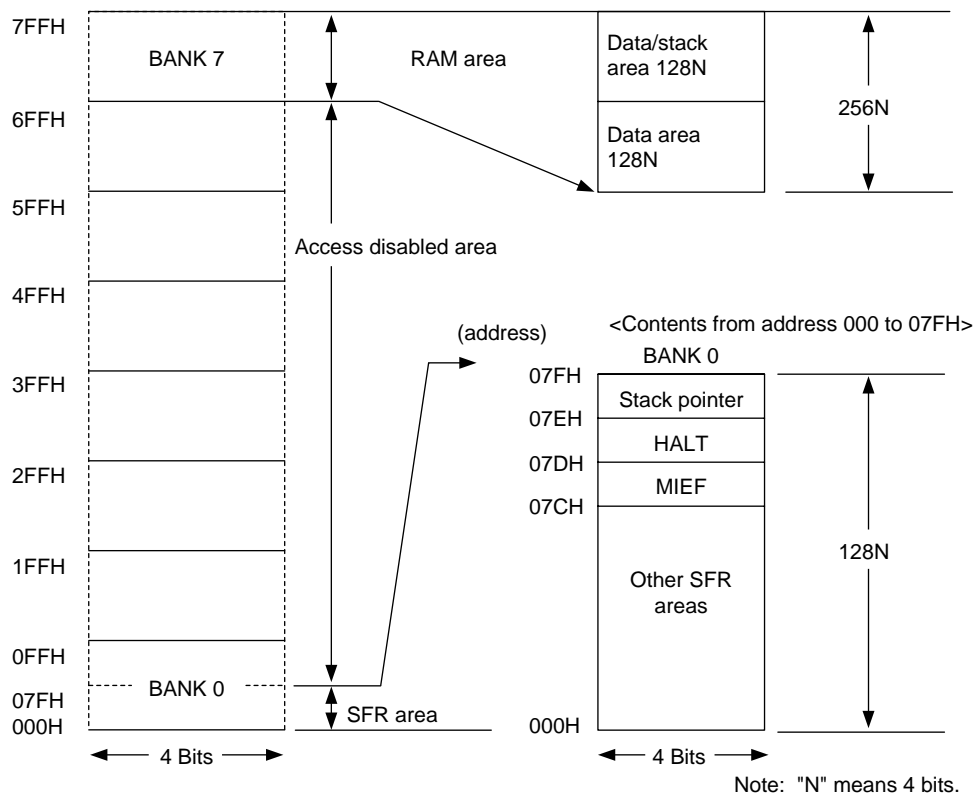 7FFH
BANK 7
RAM area
Data/stack
area 128N
256N
6FFH
Data area
128N
5FFH
Access disabled area
4FFH
(address)
<Contents from address 000 to 07FH>
BANK 0
07FH
3FFH
Stack pointer
07EH
HALT
07DH
2FFH
MIEF
07CH
1FFH
128N
Other SFR
areas
0FFH
BANK 0
07FH
000H
SFR area
000H
4 Bits
4 Bits
Note: "N" means 4 bits.